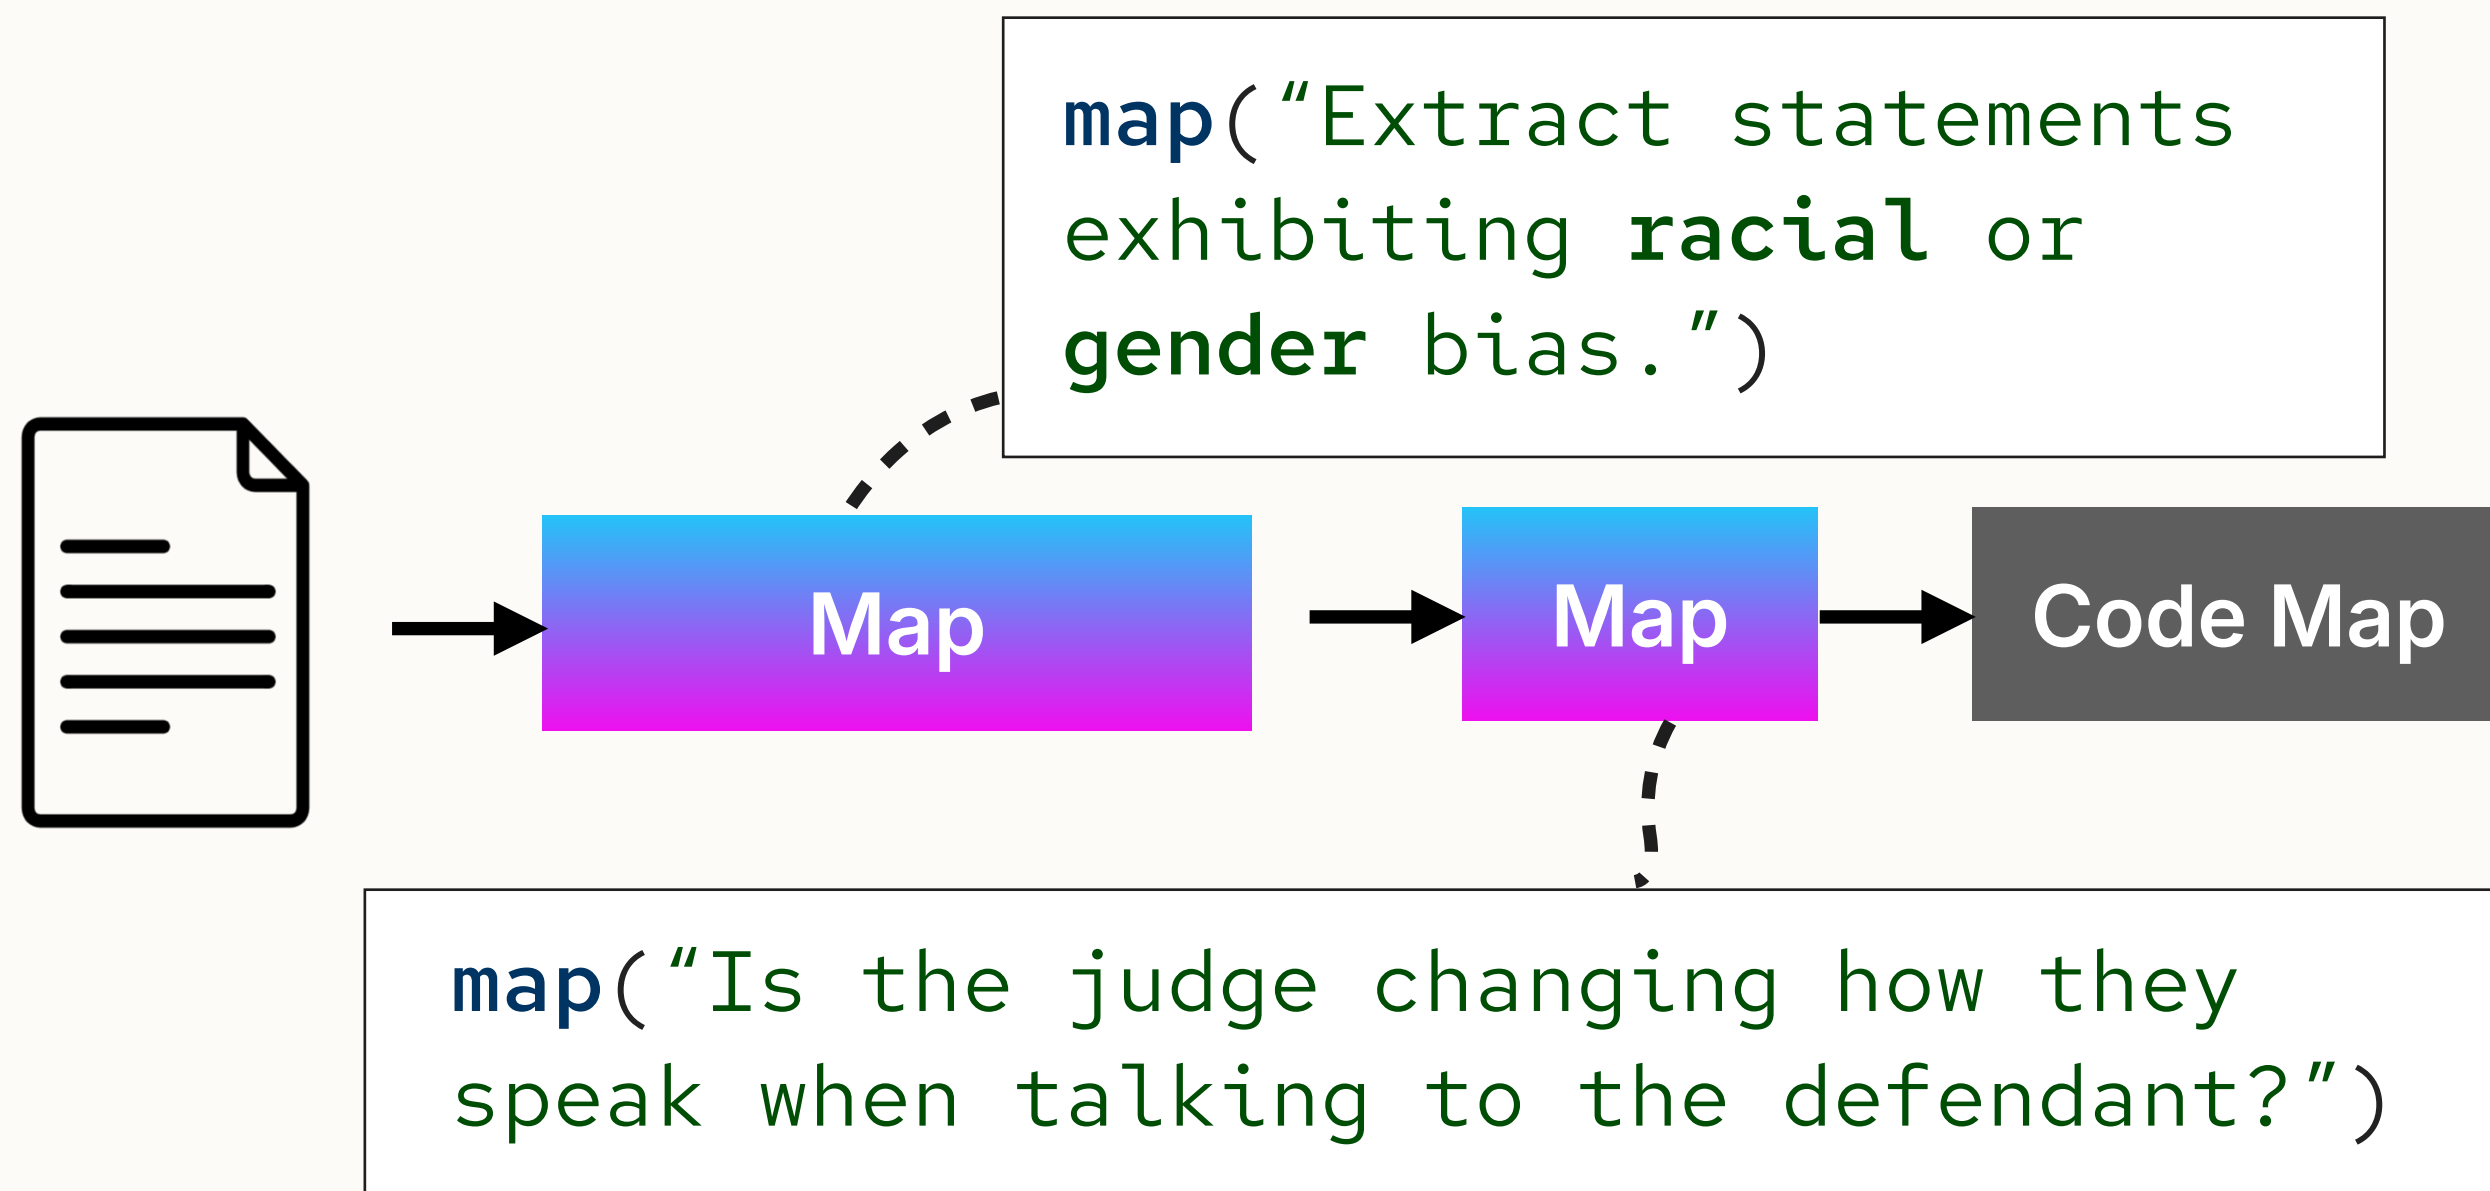 map(“Extract statements
exhibiting racial or
gender bias.”)
Map
Map
Code Map
map(“Is the judge changing how they
speak when talking to the defendant?”)